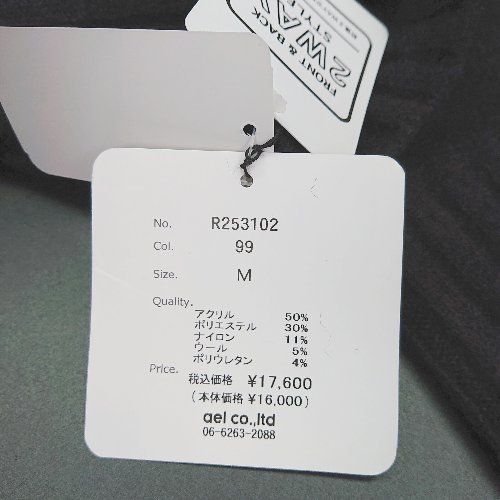 FRONT & BACK
2WAY
STYLE
No. R253102
Col. 99
Size. M
Quality.
アクリル 50%
ポリエステル 30%
ナイロン 11%
ウール 5%
ポリウレタン 4%
Price.
税込価格 ¥17,600
(本体価格 ¥16,000)
ael co.,ltd
06-6263-2088